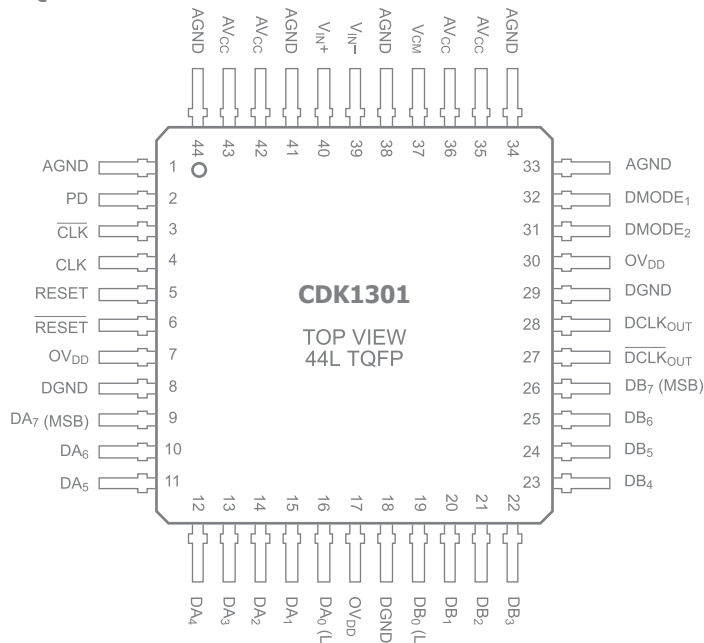 AGND
AVCC
AVCC
AGND
VIN+
VIN–
AGND
VCM
AVCC
AVCC
AGND
44
43
42
41
40
39
38
37
36
35
34
AGND 1
PD 2
C̅L̅K̅ 3
CLK 4
RESET 5
R̅E̅S̅E̅T̅ 6
OVDD 7
DGND 8
DA7 (MSB) 9
DA6 10
DA5 11
CDK1301
TOP VIEW
44L TQFP
33 AGND
32 DMODE1
31 DMODE2
30 OVDD
29 DGND
28 DCLKOUT
27 D̅C̅L̅K̅OUT
26 DB7 (MSB)
25 DB6
24 DB5
23 DB4
12
13
14
15
16
17
18
19
20
21
22
DA4
DA3
DA2
DA1
DA0 (L
OVDD
DGND
DB0 (L
DB1
DB2
DB3